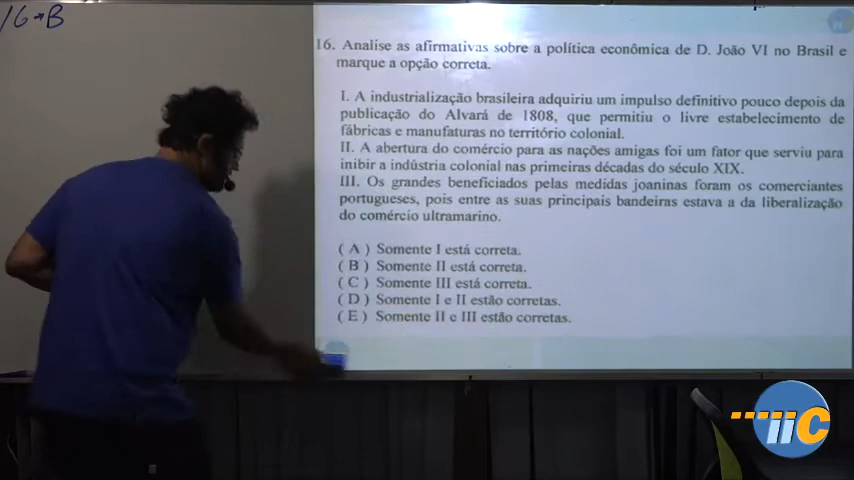 16→B
16. Analise as afirmativas sobre a política econômica de D. João VI no Brasil e
marque a opção correta.
I. A industrialização brasileira adquiriu um impulso definitivo pouco depois da
publicação do Alvará de 1808, que permitiu o livre estabelecimento de
fábricas e manufaturas no território colonial.
II. A abertura do comércio para as nações amigas foi um fator que serviu para
inibir a indústria colonial nas primeiras décadas do século XIX.
III. Os grandes beneficiados pelas medidas joaninas foram os comerciantes
portugueses, pois entre as suas principais bandeiras estava a da liberalização
do comércio ultramarino.
( A ) Somente I está correta.
( B ) Somente II está correta.
( C ) Somente III está correta.
( D ) Somente I e II estão corretas.
( E ) Somente II e III estão corretas.
iiC